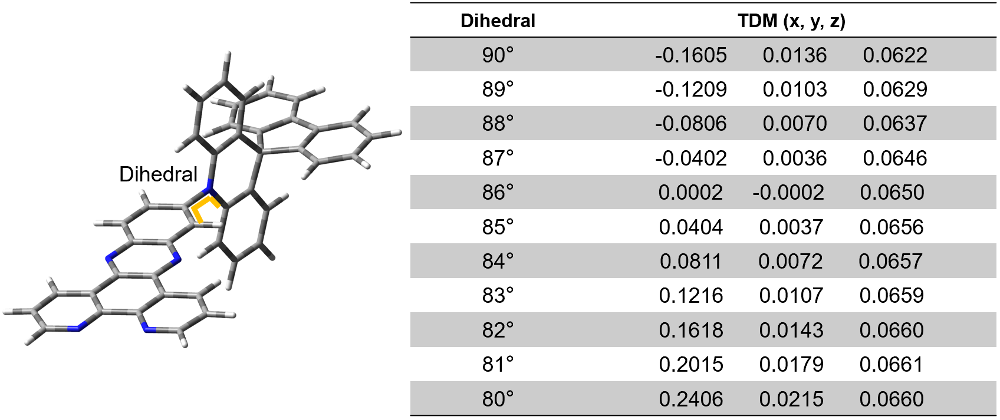 Dihedral
Dihedral TDM (x, y, z)
90° -0.1605 0.0136 0.0622
89° -0.1209 0.0103 0.0629
88° -0.0806 0.0070 0.0637
87° -0.0402 0.0036 0.0646
86° 0.0002 -0.0002 0.0650
85° 0.0404 0.0037 0.0656
84° 0.0811 0.0072 0.0657
83° 0.1216 0.0107 0.0659
82° 0.1618 0.0143 0.0660
81° 0.2015 0.0179 0.0661
80° 0.2406 0.0215 0.0660